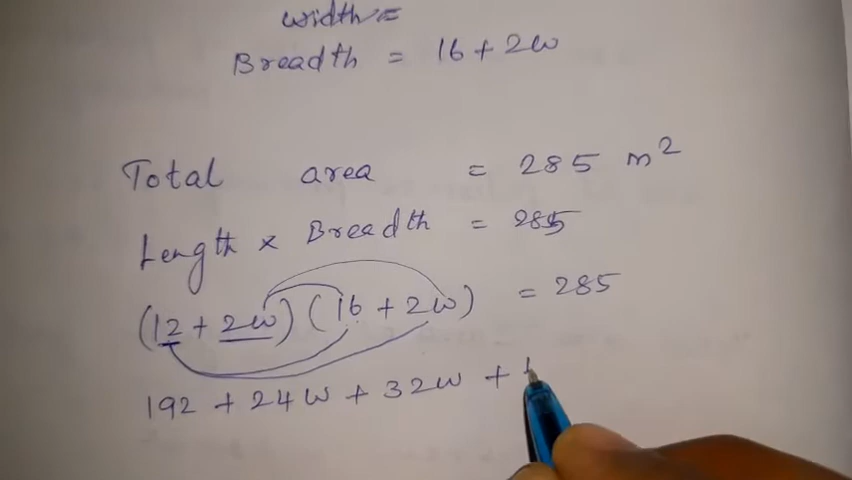 width =
Breadth = 16 + 2w
Total area = 285 m²
Length × Breadth = 285
(12 + 2w) (16 + 2w) = 285
192 + 24w + 32w +